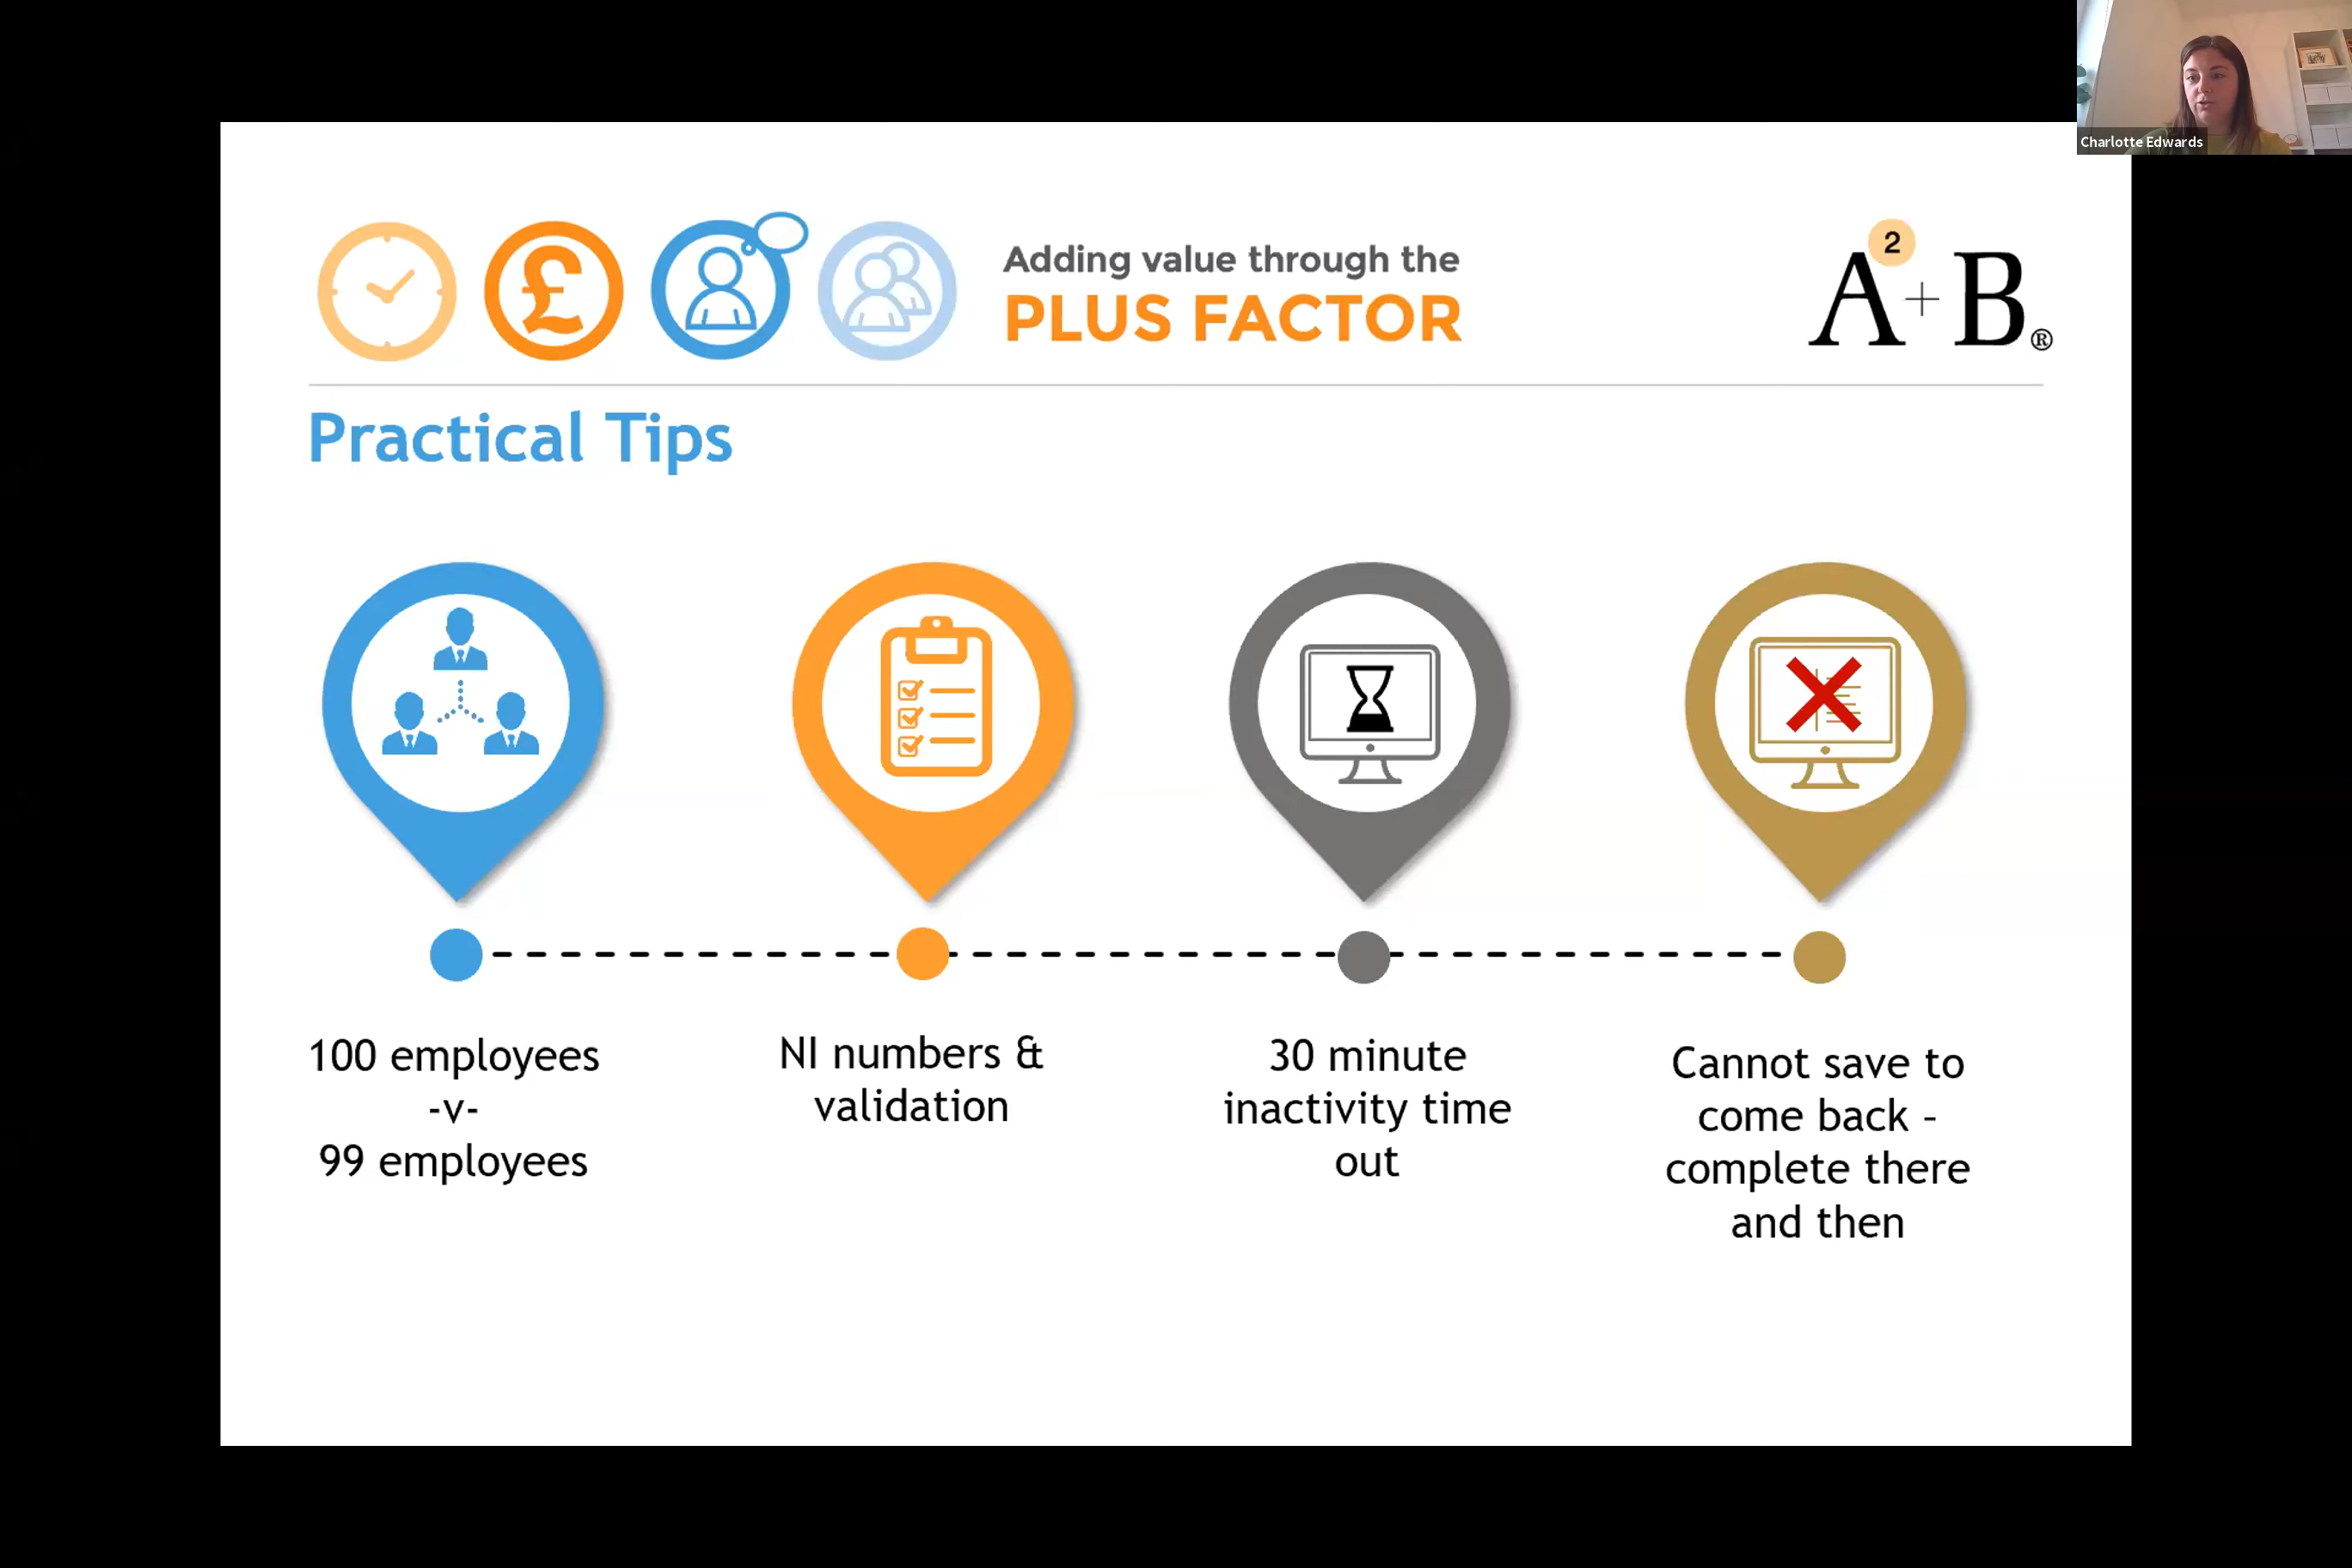 Charlotte Edwards
£
Adding value through the
PLUS FACTOR
A2+B®
Practical Tips
100 employees
-v-
99 employees
NI numbers &
validation
30 minute
inactivity time
out
Cannot save to
come back –
complete there
and then